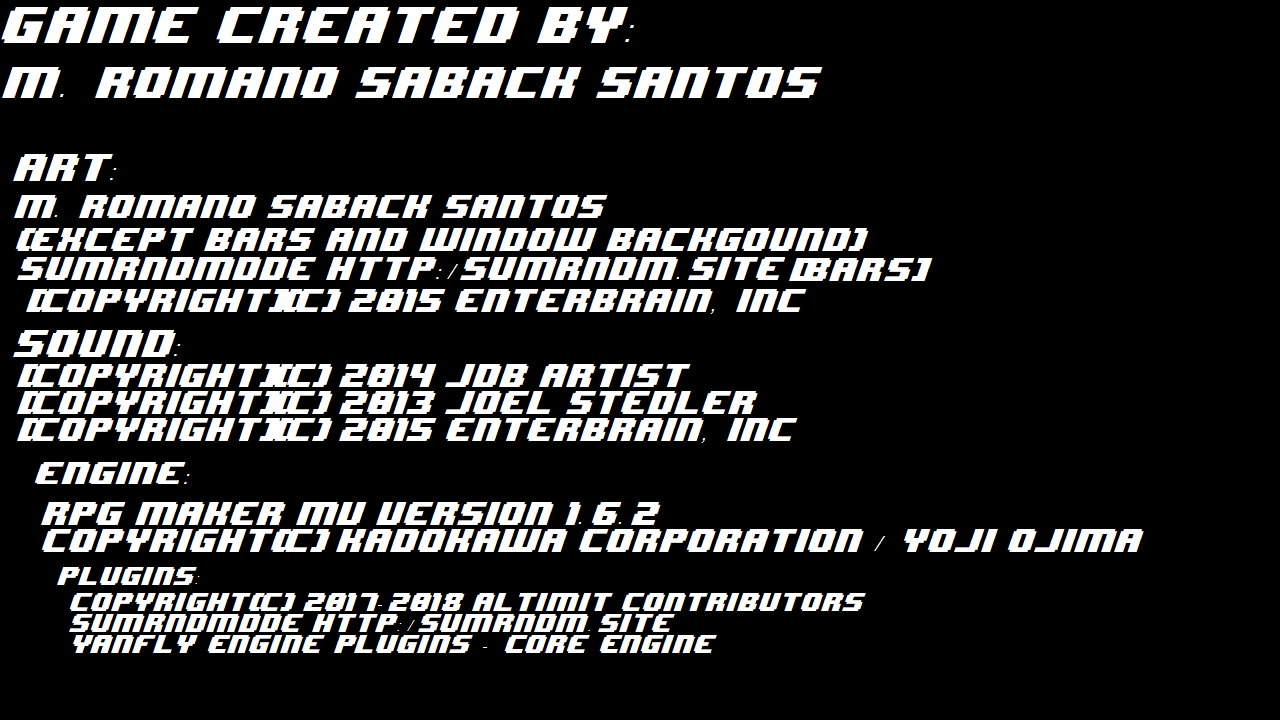 GAME CREATED BY:
M. ROMANO SABACK SANTOS
ART:
M. ROMANO SABACK SANTOS
(EXCEPT BARS AND WINDOW BACKGOUND)
SUMRNDMDDE HTTP:/SUMRNDM.SITE (BARS)
(COPYRIGHT)(C) 2015 ENTERBRAIN, INC
SOUND:
(COPYRIGHT)(C) 2014 JDB ARTIST
(COPYRIGHT)(C) 2013 JOEL STEDLER
(COPYRIGHT)(C) 2015 ENTERBRAIN, INC
ENGINE:
RPG MAKER MV VERSION 1.6.2
COPYRIGHT(C) KADOKAWA CORPORATION / YOJI OJIMA
PLUGINS:
COPYRIGHT(C) 2017-2018 ALTIMIT CONTRIBUTORS
SUMRNDMDDE HTTP:/SUMRNDM.SITE
YANFLY ENGINE PLUGINS - CORE ENGINE